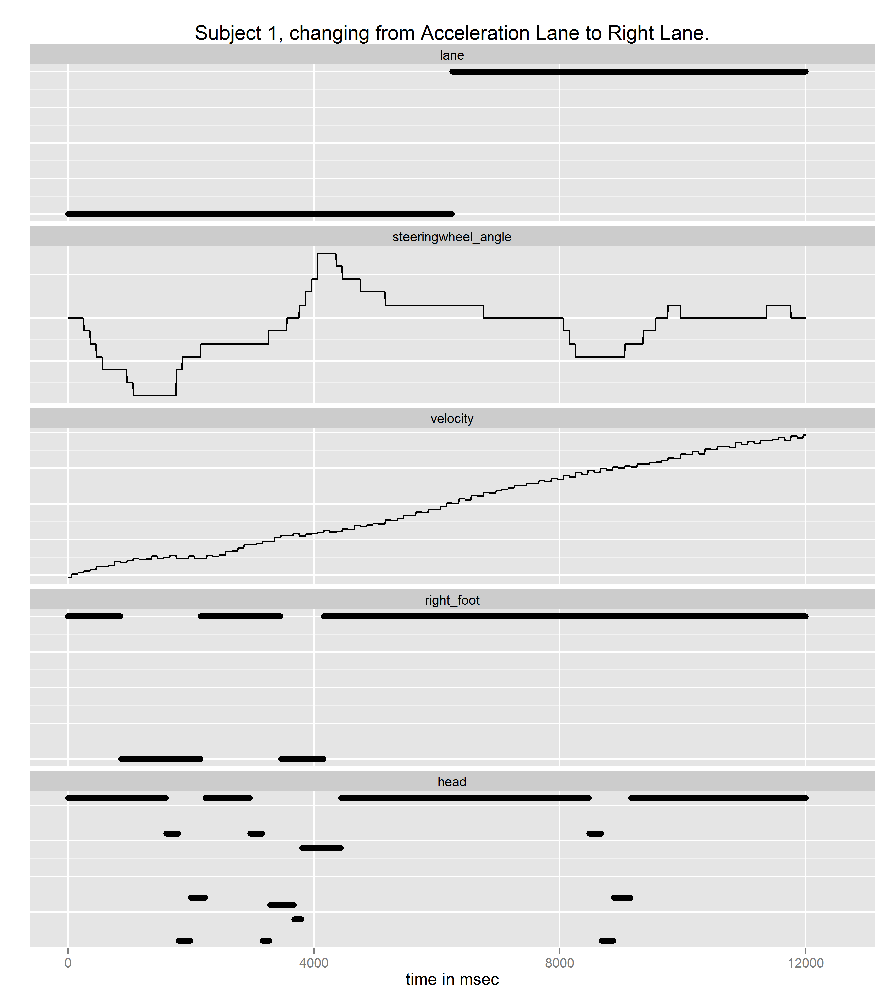 Subject 1, changing from Acceleration Lane to Right Lane.
lane
steeringwheel_angle
velocity
right_foot
head
0 4000 8000 12000
time in msec